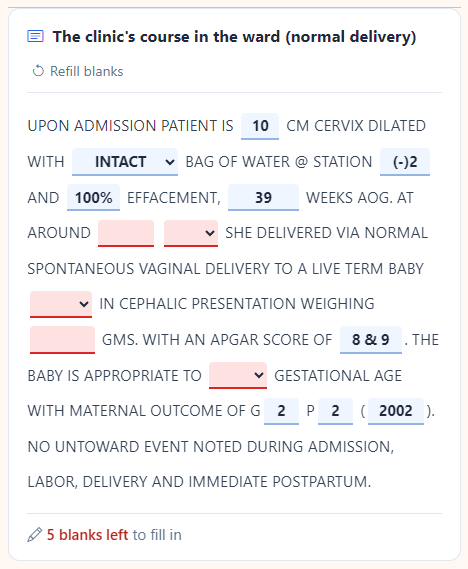 The clinic's course in the ward (normal delivery)
Refill blanks
UPON ADMISSION PATIENT IS 10 CM CERVIX DILATED
WITH INTACT BAG OF WATER @ STATION (-)2
AND 100% EFFACEMENT, 39 WEEKS AOG. AT
AROUND SHE DELIVERED VIA NORMAL
SPONTANEOUS VAGINAL DELIVERY TO A LIVE TERM BABY
IN CEPHALIC PRESENTATION WEIGHING
GMS. WITH AN APGAR SCORE OF 8 & 9. THE
BABY IS APPROPRIATE TO GESTATIONAL AGE
WITH MATERNAL OUTCOME OF G 2 P 2 ( 2002 ).
NO UNTOWARD EVENT NOTED DURING ADMISSION,
LABOR, DELIVERY AND IMMEDIATE POSTPARTUM.
5 blanks left to fill in